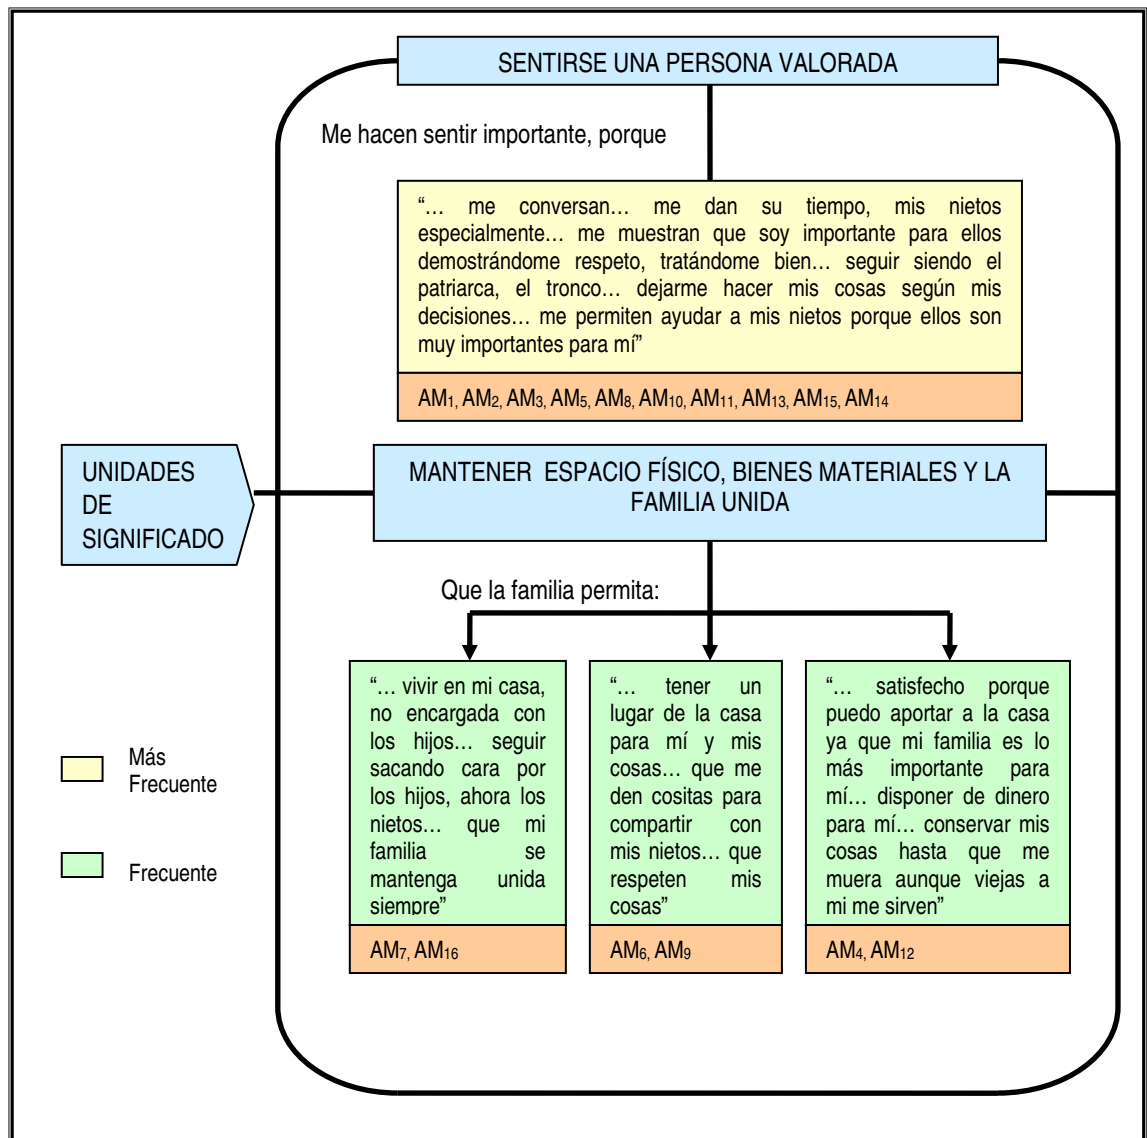 SENTIRSE UNA PERSONA VALORADA
Me hacen sentir importante, porque
“… me conversan… me dan su tiempo, mis nietos
especialmente… me muestran que soy importante para ellos
demostrándome respeto, tratándome bien… seguir siendo el
patriarca, el tronco… dejarme hacer mis cosas según mis
decisiones… me permiten ayudar a mis nietos porque ellos son
muy importantes para mí”
AM1, AM2, AM3, AM5, AM8, AM10, AM11, AM13, AM15, AM14
UNIDADES
DE
SIGNIFICADO
MANTENER ESPACIO FÍSICO, BIENES MATERIALES Y LA
FAMILIA UNIDA
Que la familia permita:
“… vivir en mi casa,
no encargada con
los hijos… seguir
sacando cara por
los hijos, ahora los
nietos… que mi
familia se
mantenga unida
siempre”
AM7, AM16
“… tener un
lugar de la casa
para mí y mis
cosas… que me
den cositas para
compartir con
mis nietos… que
respeten mis
cosas”
AM6, AM9
“… satisfecho porque
puedo aportar a la casa
ya que mi familia es lo
más importante para
mí… disponer de dinero
para mí… conservar mis
cosas hasta que me
muera aunque viejas a
mi me sirven”
AM4, AM12
Más
Frecuente
Frecuente